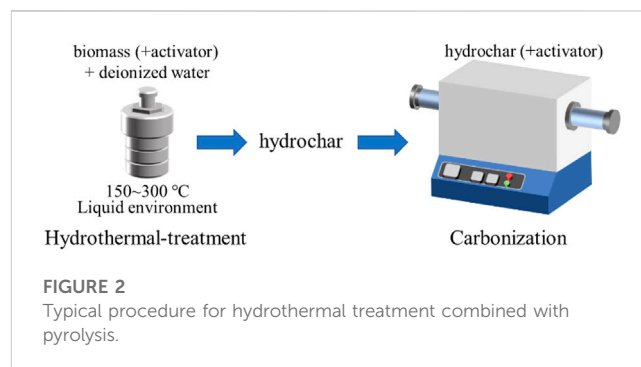 biomass (+activator)
+ deionized water
150~300 °C
Liquid environment
Hydrothermal-treatment
hydrochar
hydrochar (+activator)
Carbonization
FIGURE 2
Typical procedure for hydrothermal treatment combined with
pyrolysis.